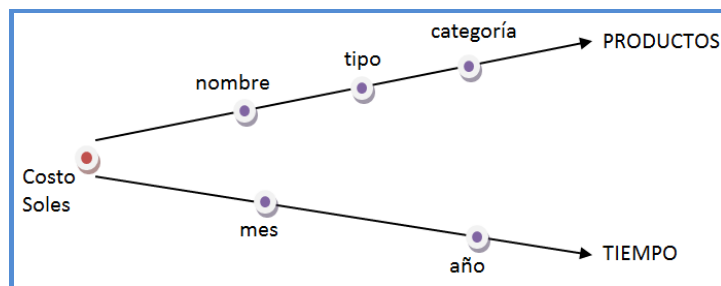 categoría
PRODUCTOS
tipo
nombre
Costo
Soles
mes
año
TIEMPO